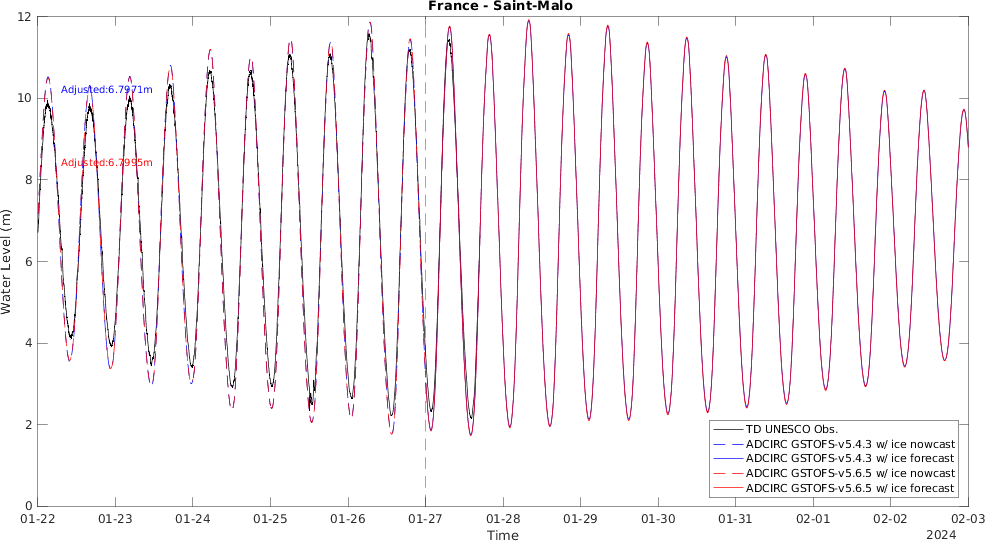 France - Saint-Malo
12
10
8
6
4
2
0
Water Level (m)
Adjusted:6.7971m
Adjusted:6.7995m
TD UNESCO Obs.
ADCIRC GSTOFS-v5.4.3 w/ ice nowcast
ADCIRC GSTOFS-v5.4.3 w/ ice forecast
ADCIRC GSTOFS-v5.6.5 w/ ice nowcast
ADCIRC GSTOFS-v5.6.5 w/ ice forecast
01-22 01-23 01-24 01-25 01-26 01-27 01-28 01-29 01-30 01-31 02-01 02-02 02-03
Time
2024